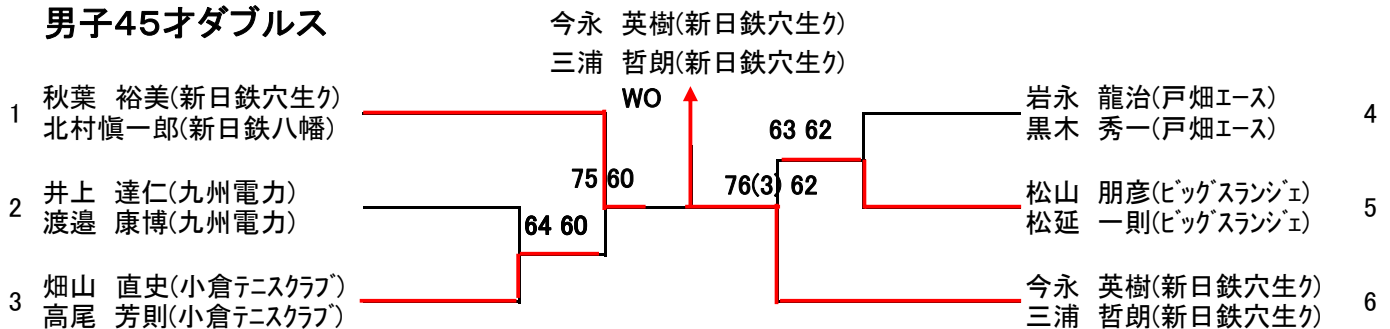 男子45才ダブルス
今永 英樹(新日鉄穴生ク)
三浦 哲朗(新日鉄穴生ク)
WO
1
秋葉 裕美(新日鉄穴生ク)
北村愼一郎(新日鉄八幡)
2
井上 達仁(九州電力)
渡邉 康博(九州電力)
3
畑山 直史(小倉テニスクラブ)
高尾 芳則(小倉テニスクラブ)
64 60
75 60
76(3) 62
63 62
岩永 龍治(戸畑エース)
黒木 秀一(戸畑エース)
4
松山 朋彦(ビッグスランジェ)
松延 一則(ビッグスランジェ)
5
今永 英樹(新日鉄穴生ク)
三浦 哲朗(新日鉄穴生ク)
6